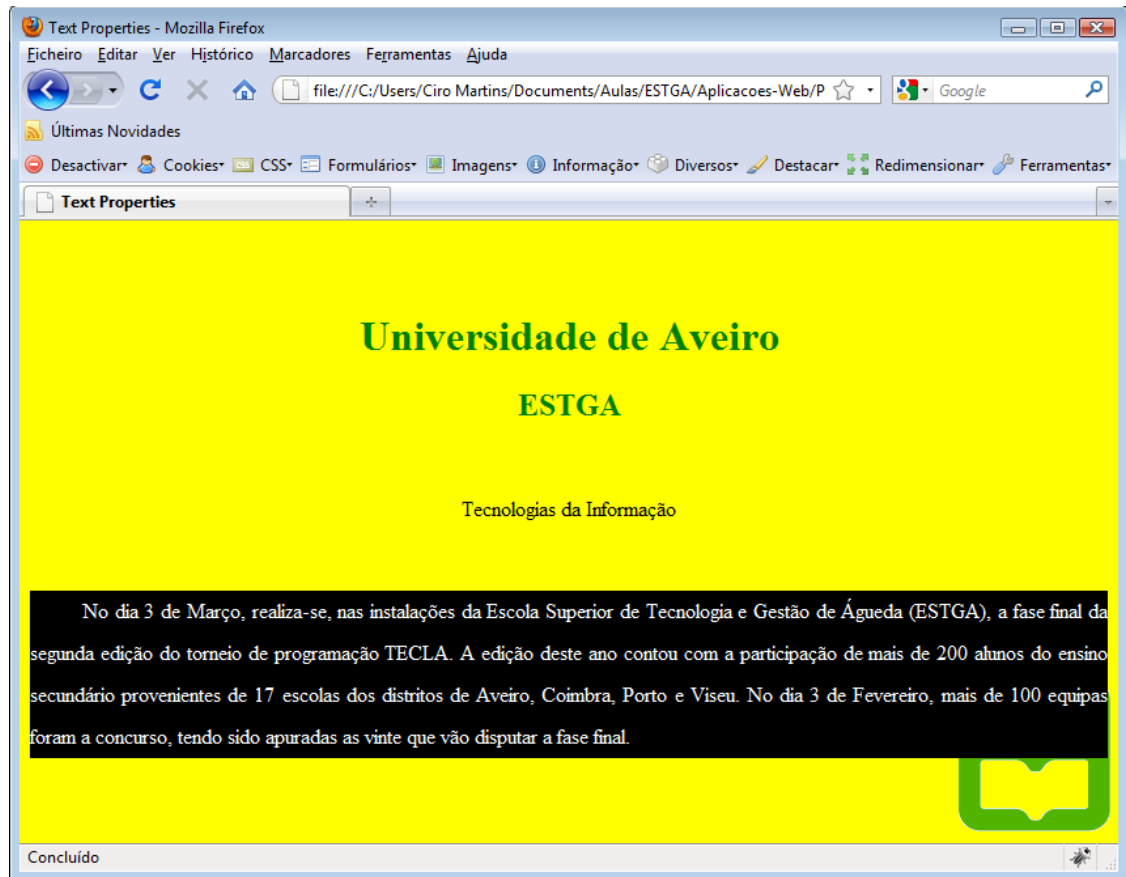 Text Properties - Mozilla Firefox
Ficheiro Editar Ver Histórico Marcadores Ferramentas Ajuda
file:///C:/Users/Ciro Martins/Documents/Aulas/ESTGA/Aplicacoes-Web/P Google
Últimas Novidades
Desactivar Cookies CSS Formulários Imagens Informação Diversos Destacar Redimensionar Ferramentas
Text Properties
Universidade de Aveiro
ESTGA
Tecnologias da Informação
No dia 3 de Março, realiza-se, nas instalações da Escola Superior de Tecnologia e Gestão de Águeda (ESTGA), a fase final da
segunda edição do torneio de programação TECLA. A edição deste ano contou com a participação de mais de 200 alunos do ensino
secundário provenientes de 17 escolas dos distritos de Aveiro, Coimbra, Porto e Viseu. No dia 3 de Fevereiro, mais de 100 equipas
foram a concurso, tendo sido apuradas as vinte que vão disputar a fase final.
Concluído